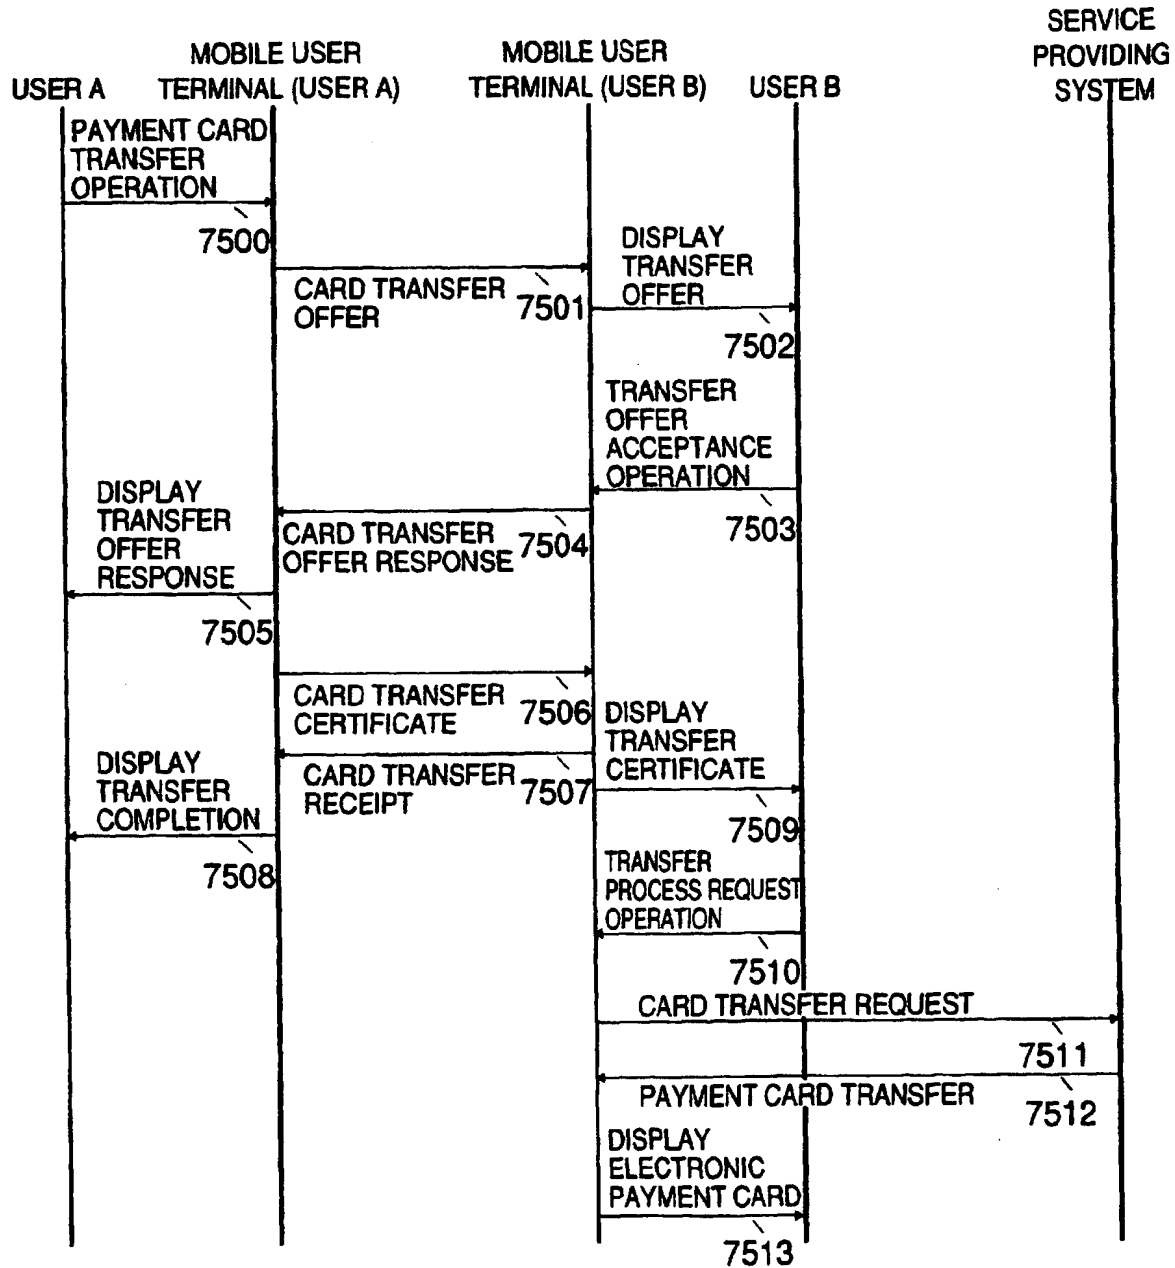 SERVICE
PROVIDING
SYSTEM
MOBILE USER
TERMINAL (USER A)
MOBILE USER
TERMINAL (USER B)
USER A
USER B
PAYMENT CARD
TRANSFER
OPERATION
7500
CARD TRANSFER
OFFER
7501
DISPLAY
TRANSFER
OFFER
7502
TRANSFER
OFFER
ACCEPTANCE
OPERATION
7503
CARD TRANSFER
OFFER RESPONSE
7504
DISPLAY
TRANSFER
OFFER
RESPONSE
7505
CARD TRANSFER
CERTIFICATE
7506
CARD TRANSFER
RECEIPT
7507
DISPLAY
TRANSFER
COMPLETION
7508
DISPLAY
TRANSFER
CERTIFICATE
7509
TRANSFER
PROCESS REQUEST
OPERATION
7510
CARD TRANSFER REQUEST
7511
PAYMENT CARD TRANSFER
7512
DISPLAY
ELECTRONIC
PAYMENT CARD
7513